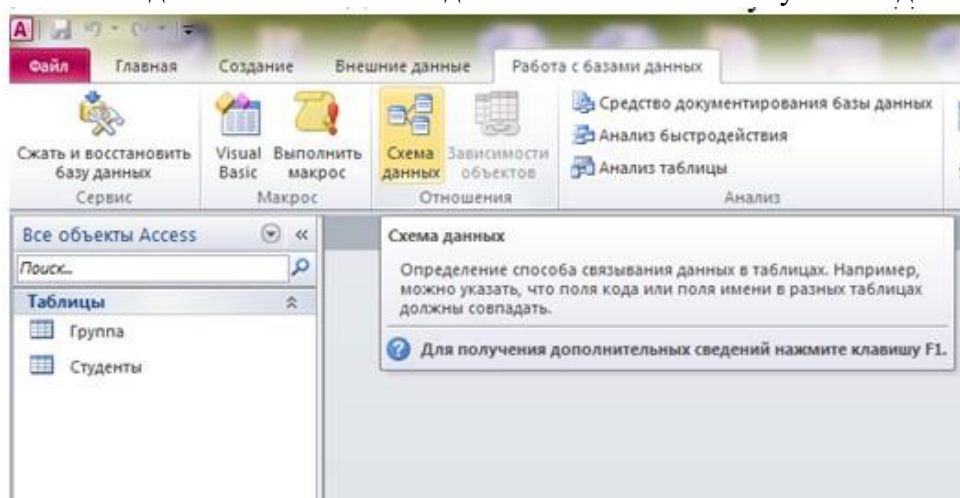 Файл Главная Создание Внешние данные Работа с базами данных
Сжать и восстановить базу данных
Сервис
Visual Basic
Выполнить макрос
Макрос
Схема данных
Зависимости объектов
Отношения
Средство документирования базы данных
Анализ быстродействия
Анализ таблицы
Анализ
Все объекты Access
Поиск...
Таблицы
Группа
Студенты
Схема данных
Определение способа связывания данных в таблицах. Например,
можно указать, что поля кода или поля имени в разных таблицах
должны совпадать.
Для получения дополнительных сведений нажмите клавишу F1.